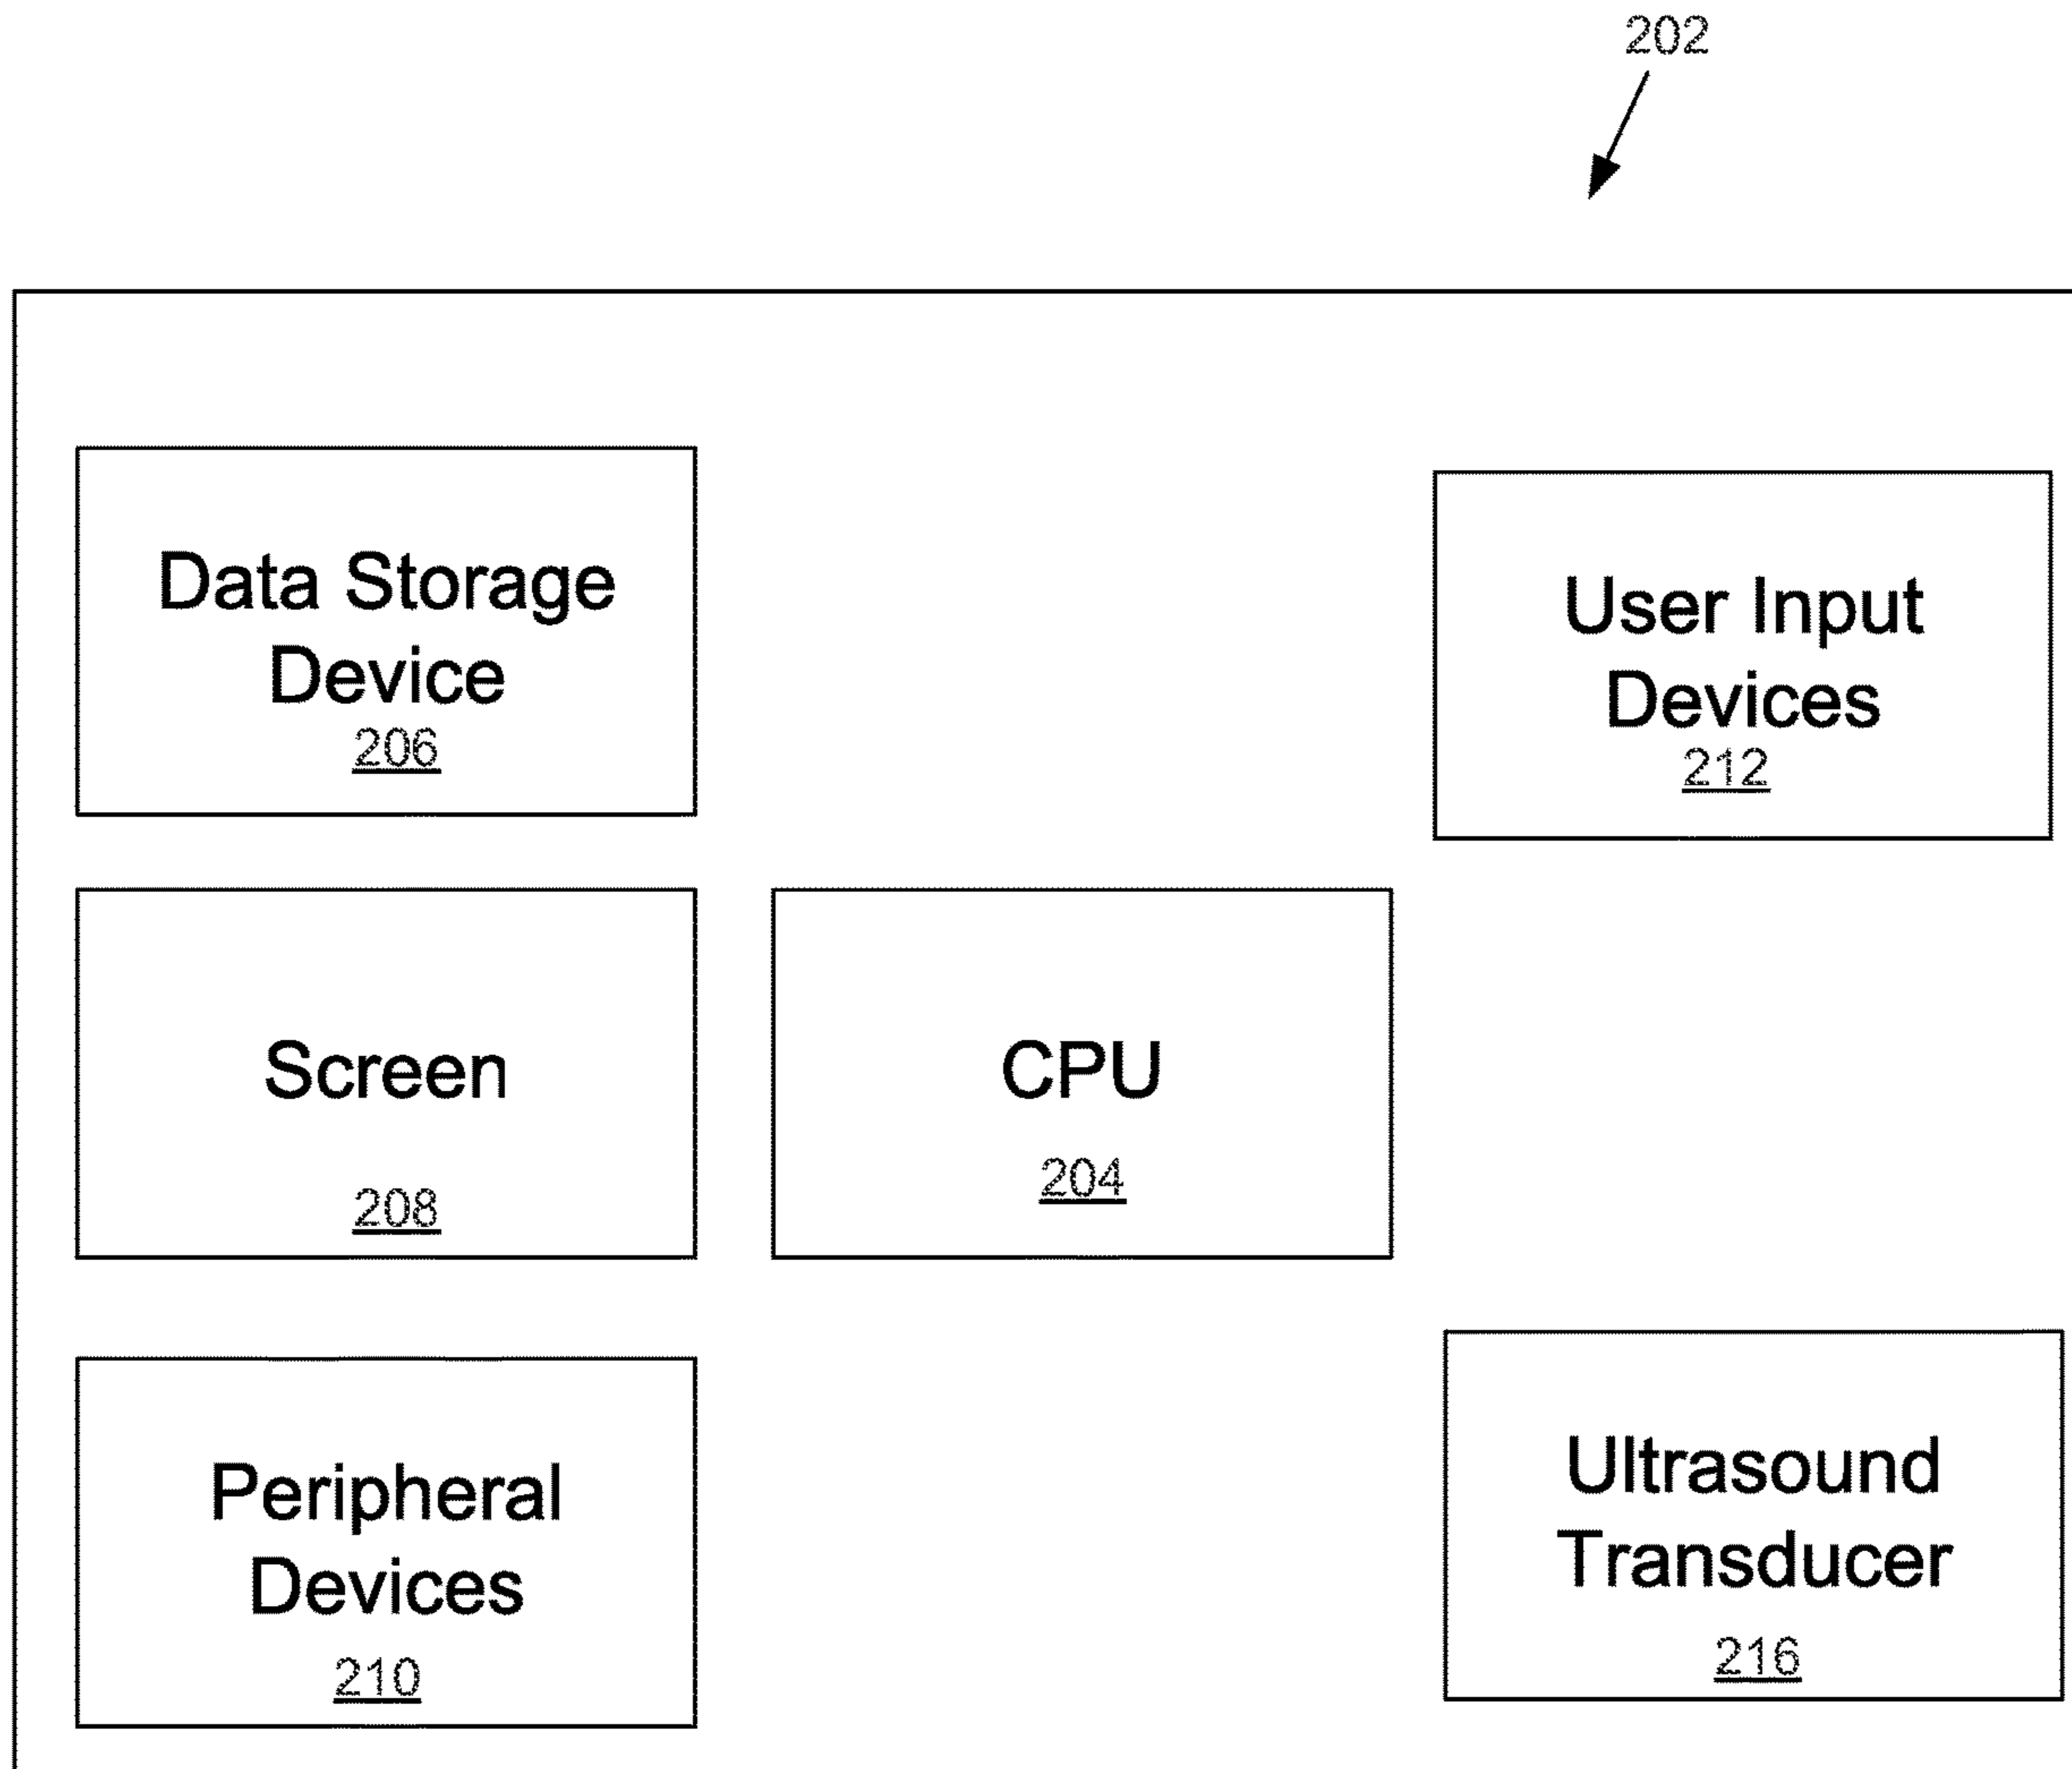 202
Data Storage
Device
206
User Input
Devices
212
Screen
208
CPU
204
Peripheral
Devices
210
Ultrasound
Transducer
216